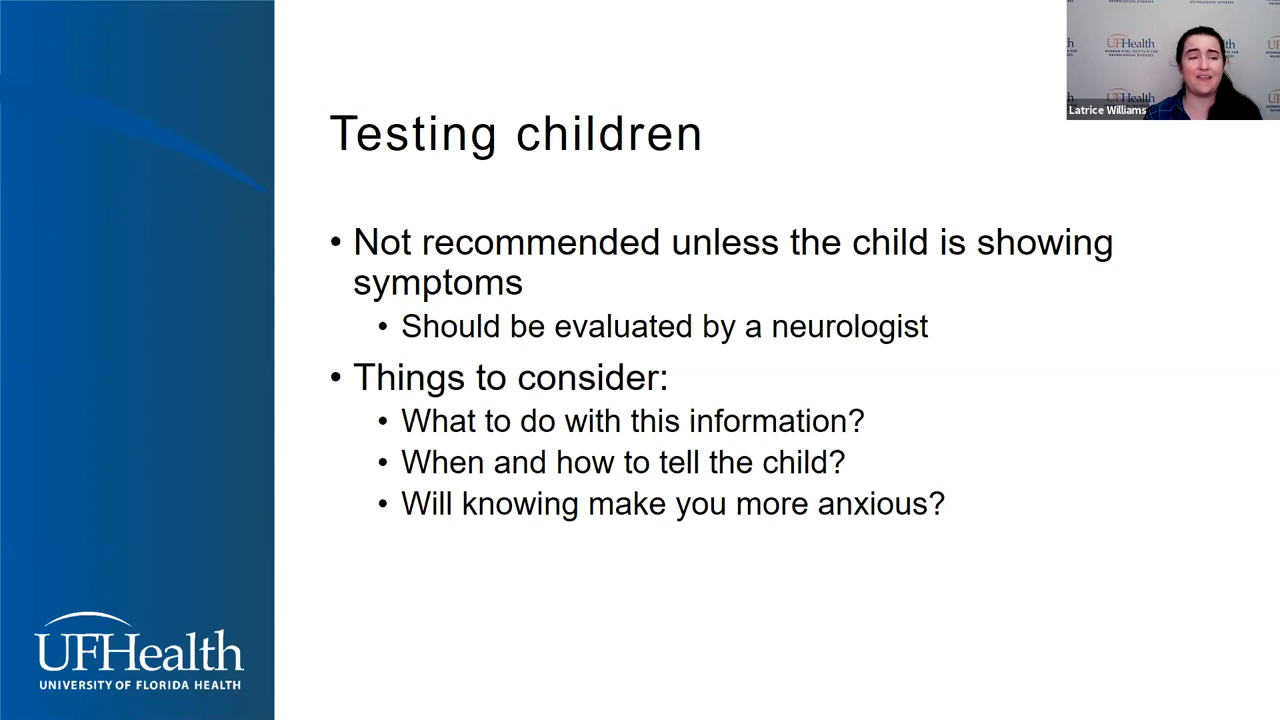 Testing children
• Not recommended unless the child is showing
symptoms
• Should be evaluated by a neurologist
• Things to consider:
• What to do with this information?
• When and how to tell the child?
• Will knowing make you more anxious?
UFHealth
UNIVERSITY OF FLORIDA HEALTH
UFHealth
UFHealth
Latrice Williams